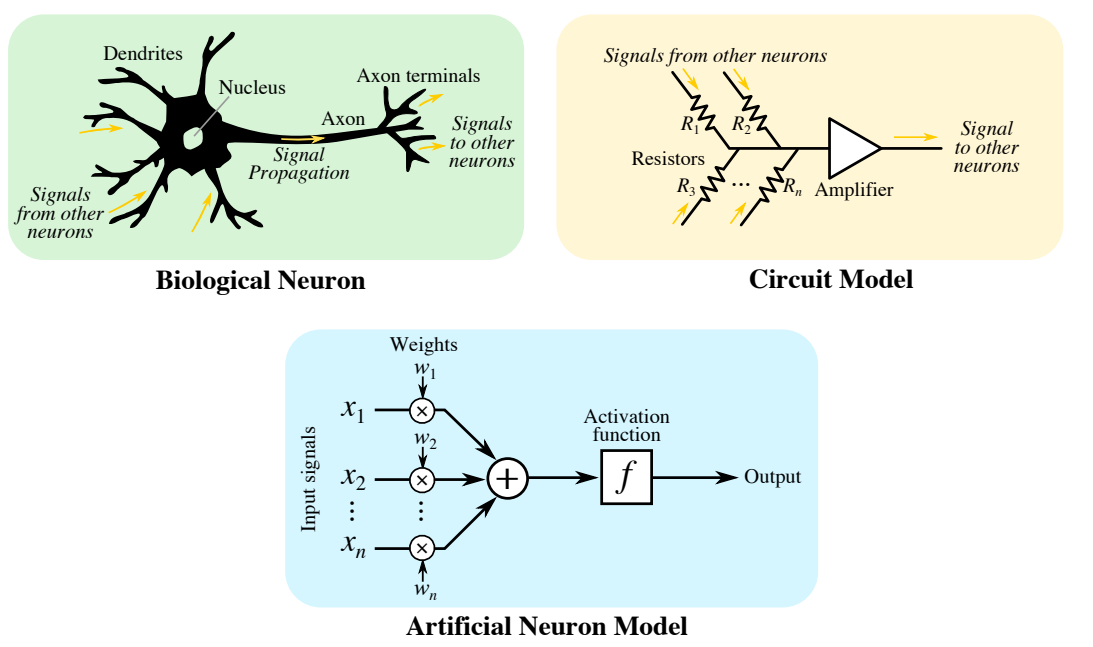 Dendrites
Nucleus
Axon terminals
Axon
Signal
Propagation
Signals
to other
neurons
Signals
from other
neurons
Biological Neuron
Signals from other neurons
R1
R2
Resistors
R3
...
Rn
Amplifier
Signal
to other
neurons
Circuit Model
Weights
w1
x1
w2
x2
⋮
⋮
xn
wn
Input signals
×
×
×
+
Activation
function
f
Output
Artificial Neuron Model